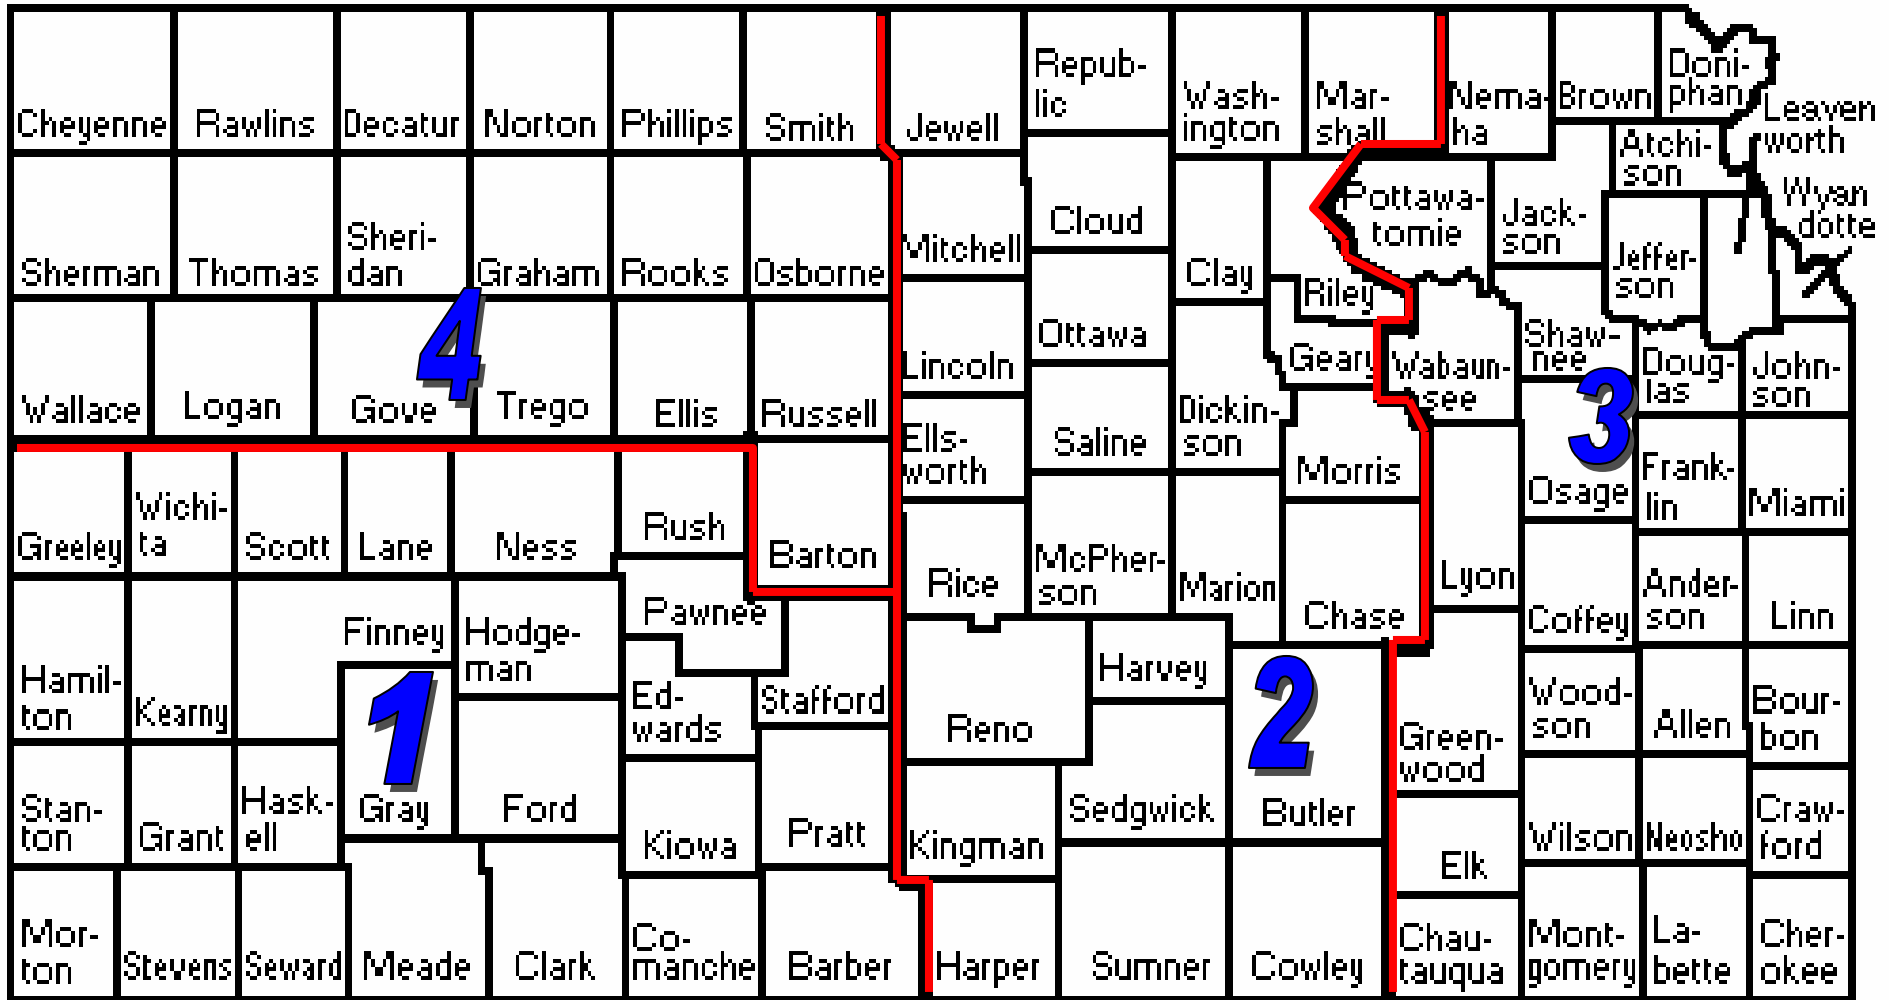 Cheyenne
Rawlins
Decatur
Norton
Phillips
Smith
Jewell
Repub-
lic
Wash-
ington
Mar-
shall
Nema-
ha
Brown
Doni-
phan
Leaven
worth
Atchi-
son
Wyan
dotte
Sherman
Thomas
Sheri-
dan
Graham
Rooks
Osborne
Mitchell
Cloud
Clay
Riley
Pottawa-
tomie
Jack-
son
Jeffer-
son
4
Wallace
Logan
Gove
Trego
Ellis
Russell
Lincoln
Ottawa
Geary
Wabaun-
see
Shaw-
nee
Doug-
las
John-
son
3
Ells-
worth
Saline
Dickin-
son
Morris
Osage
Frank-
lin
Miami
Greeley
Wichi-
ta
Scott
Lane
Ness
Rush
Barton
Rice
McPher-
son
Marion
Chase
Lyon
Coffey
Ander-
son
Linn
Hamil-
ton
Kearny
Finney
Hodge-
man
Pawnee
Ed-
wards
Stafford
Reno
Harvey
2
Butler
Green-
wood
Wood-
son
Allen
Bour-
bon
1
Gray
Stan-
ton
Grant
Hask-
ell
Ford
Kiowa
Pratt
Kingman
Sedgwick
Elk
Wilson
Neosho
Craw-
ford
Mor-
ton
Stevens
Seward
Meade
Clark
Co-
manche
Barber
Harper
Sumner
Cowley
Chau-
tauqua
Mont-
gomery
La-
bette
Cher-
okee